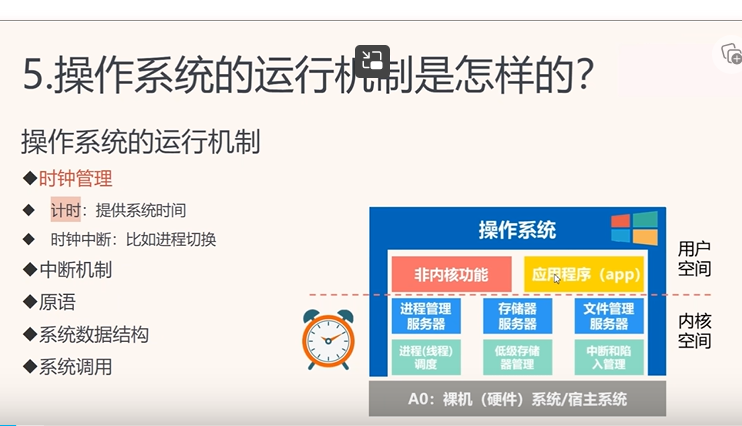 5.操作系统的运行机制是怎样的?
操作系统的运行机制
◆时钟管理
◆ 计时：提供系统时间
◆ 时钟中断：比如进程切换
◆中断机制
◆原语
◆系统数据结构
◆系统调用
操作系统
非内核功能
应用程序（app）
用户
空间
进程管理
服务器
存储器
服务器
文件管理
服务器
进程(线程)
调度
低级存储
器管理
中断和陷
入管理
内核
空间
A0：裸机（硬件）系统/宿主系统